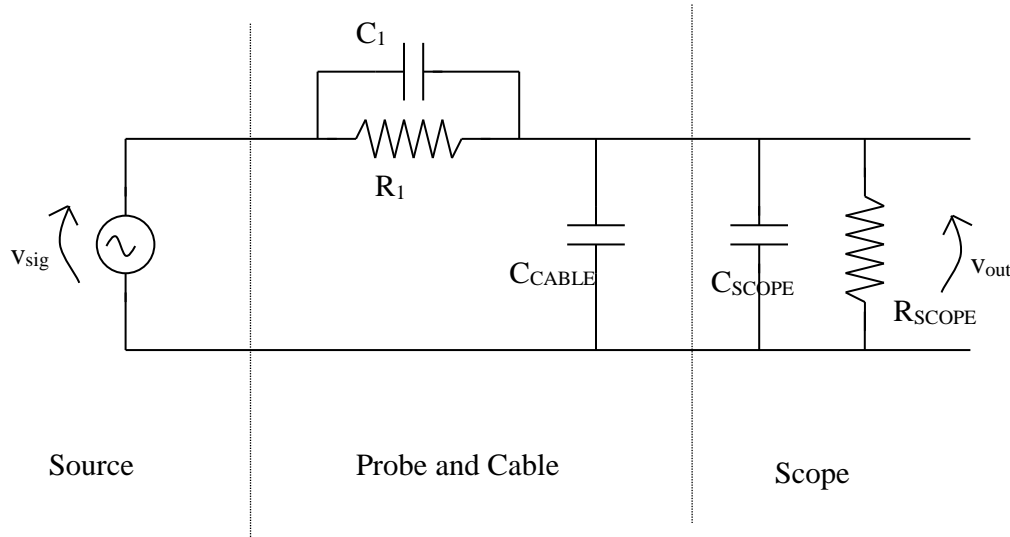 C1
R1
vsig
CCABLE
CSCOPE
RSCOPE
vout
Source
Probe and Cable
Scope